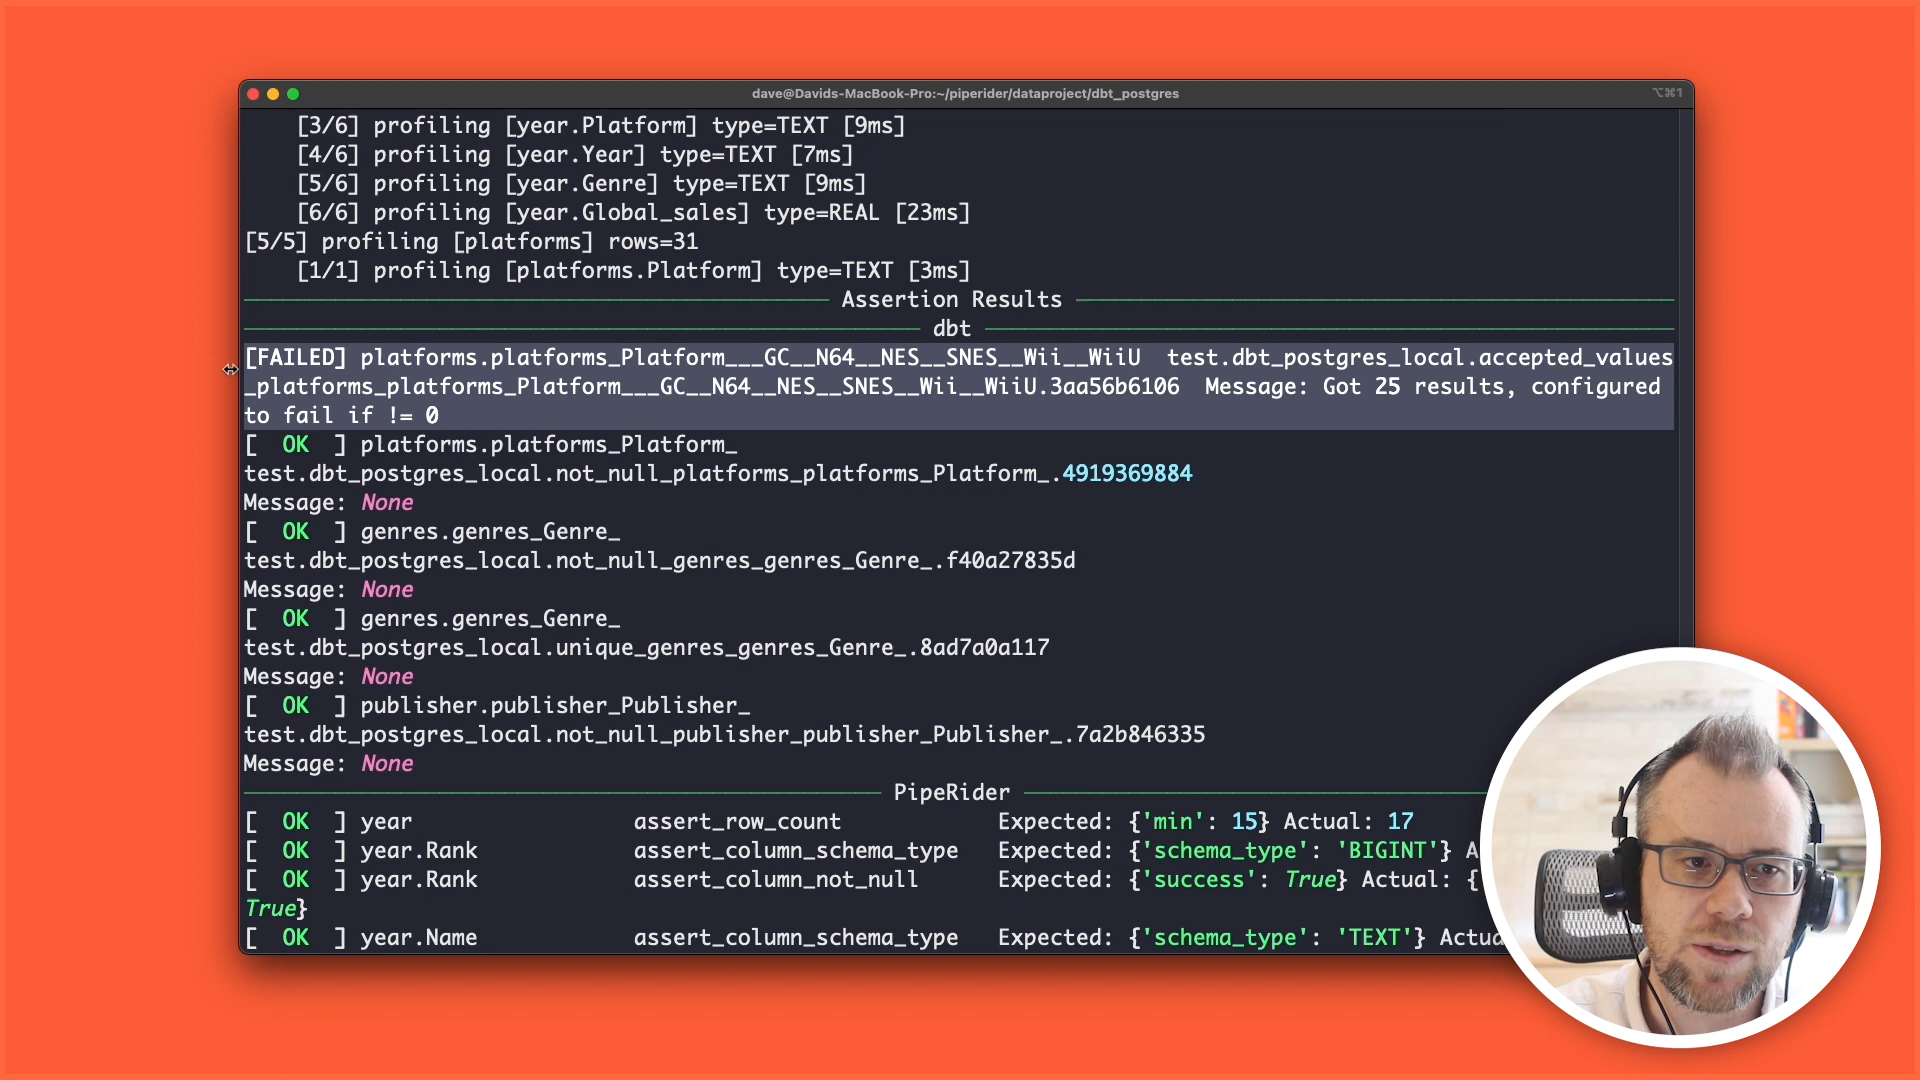 dave@Davids-MacBook-Pro:~/piperider/dataproject/dbt_postgres
⌥⌘1
[3/6] profiling [year.Platform] type=TEXT [9ms]
[4/6] profiling [year.Year] type=TEXT [7ms]
[5/6] profiling [year.Genre] type=TEXT [9ms]
[6/6] profiling [year.Global_sales] type=REAL [23ms]
[5/5] profiling [platforms] rows=31
[1/1] profiling [platforms.Platform] type=TEXT [3ms]
Assertion Results
dbt
[FAILED] platforms.platforms_Platform___GC__N64__NES__SNES__Wii__WiiU  test.dbt_postgres_local.accepted_values
_platforms_platforms_Platform___GC__N64__NES__SNES__Wii__WiiU.3aa56b6106  Message: Got 25 results, configured
to fail if != 0
[  OK  ] platforms.platforms_Platform_
test.dbt_postgres_local.not_null_platforms_platforms_Platform_.4919369884
Message: None
[  OK  ] genres.genres_Genre_
test.dbt_postgres_local.not_null_genres_genres_Genre_.f40a27835d
Message: None
[  OK  ] genres.genres_Genre_
test.dbt_postgres_local.unique_genres_genres_Genre_.8ad7a0a117
Message: None
[  OK  ] publisher.publisher_Publisher_
test.dbt_postgres_local.not_null_publisher_publisher_Publisher_.7a2b846335
Message: None
PipeRider
[  OK  ] year assert_row_count Expected: {'min': 15} Actual: 17
[  OK  ] year.Rank assert_column_schema_type Expected: {'schema_type': 'BIGINT'} A
[  OK  ] year.Rank assert_column_not_null Expected: {'success': True} Actual: {
True}
[  OK  ] year.Name assert_column_schema_type Expected: {'schema_type': 'TEXT'} Actua